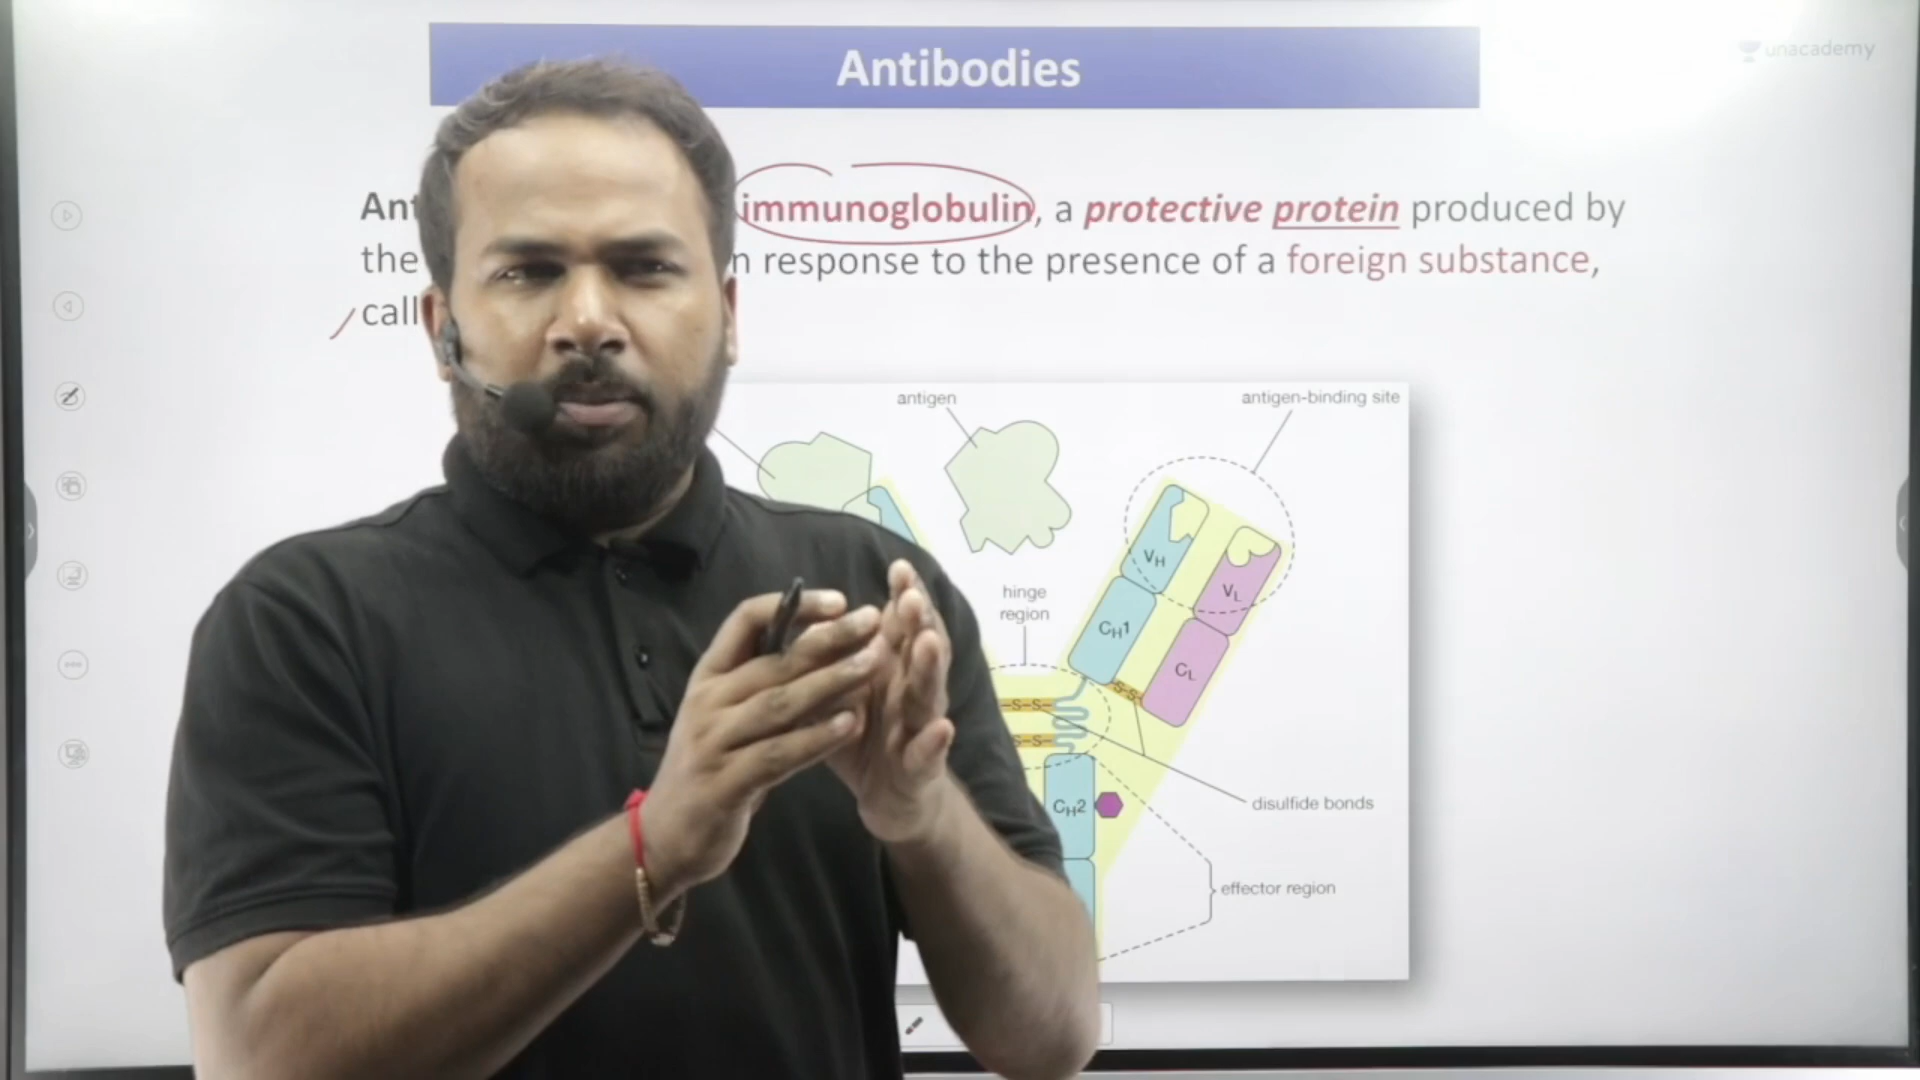 Antibodies
unacademy
Ant immunoglobulin, a protective protein produced by
the n response to the presence of a foreign substance,
call
antigen
antigen-binding site
VH
VL
hinge
region
CH1
CL
-S-S-
-S-S-
S-S-
CH2
disulfide bonds
effector region